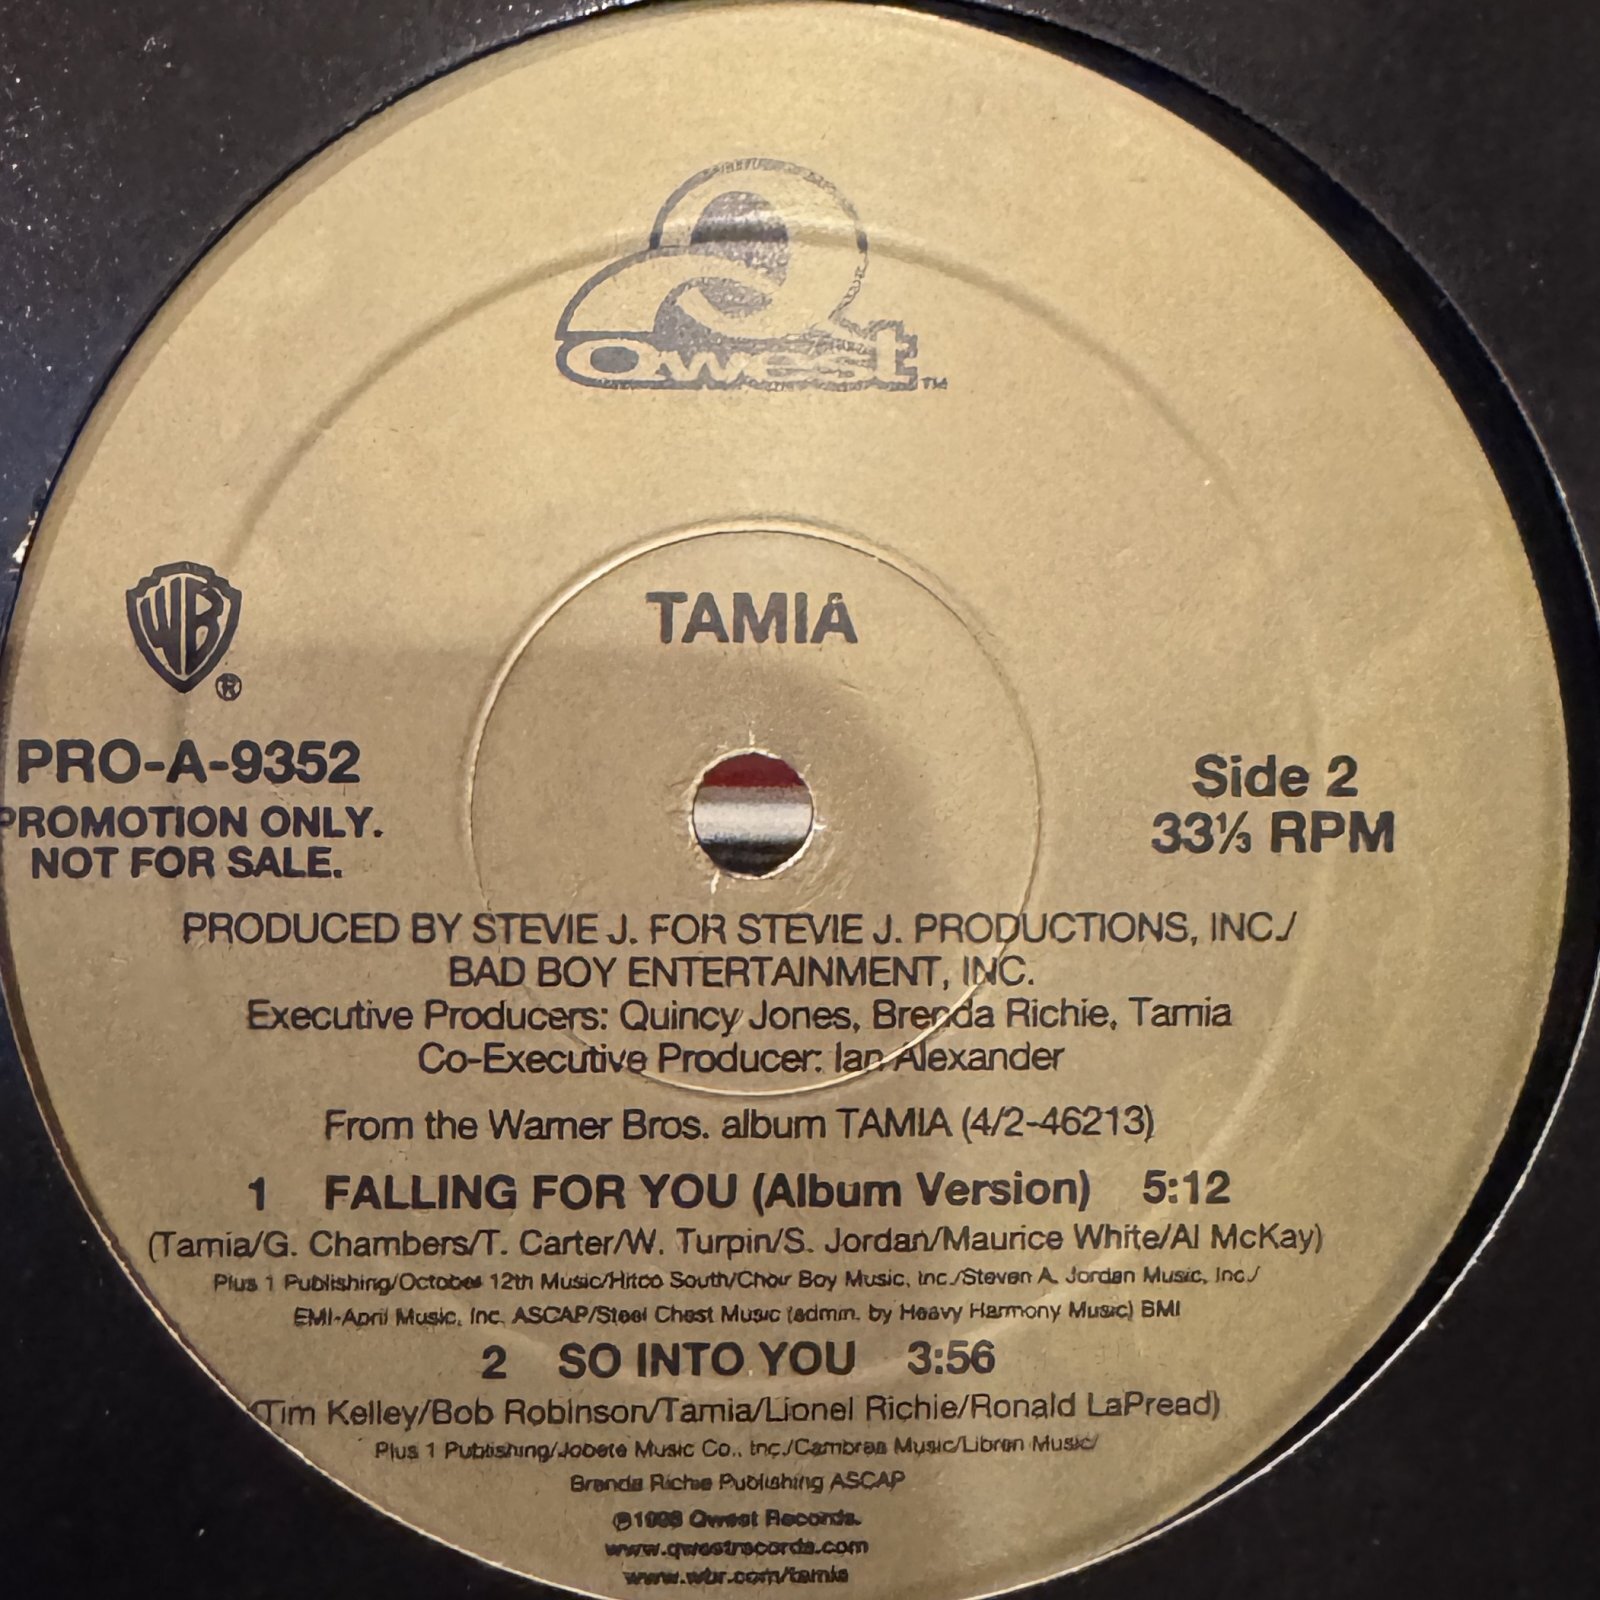 Qwest™
TAMIA
WB®
PRO-A-9352
PROMOTION ONLY.
NOT FOR SALE.
Side 2
33⅓ RPM
PRODUCED BY STEVIE J. FOR STEVIE J. PRODUCTIONS, INC./
BAD BOY ENTERTAINMENT, INC.
Executive Producers: Quincy Jones, Brenda Richie, Tamia
Co-Executive Producer: Ian Alexander
From the Warner Bros. album TAMIA (4/2-46213)
1 FALLING FOR YOU (Album Version) 5:12
(Tamia/G. Chambers/T. Carter/W. Turpin/S. Jordan/Maurice White/Al McKay)
Plus 1 Publishing/October 12th Music/Hitco South/Choir Boy Music, Inc./Steven A. Jordan Music, Inc./
EMI-April Music, Inc. ASCAP/Steel Chest Music (admin. by Heavy Harmony Music) BMI
2 SO INTO YOU 3:56
(Tim Kelley/Bob Robinson/Tamia/Lionel Richie/Ronald LaPread)
Plus 1 Publishing/Jobete Music Co., Inc./Cambrae Music/Libren Music/
Brenda Richie Publishing ASCAP
℗1998 Qwest Records.
www.qwestrecords.com
www.wbr.com/tamia